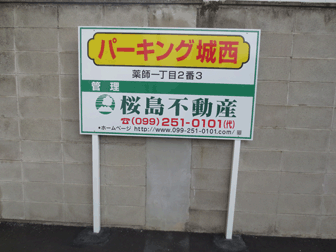 パーキング城西
薬師一丁目2番3
管理
桜島不動産
☎(099)251-0101(代)
●ホームページ http://www.099-251-0101.com/